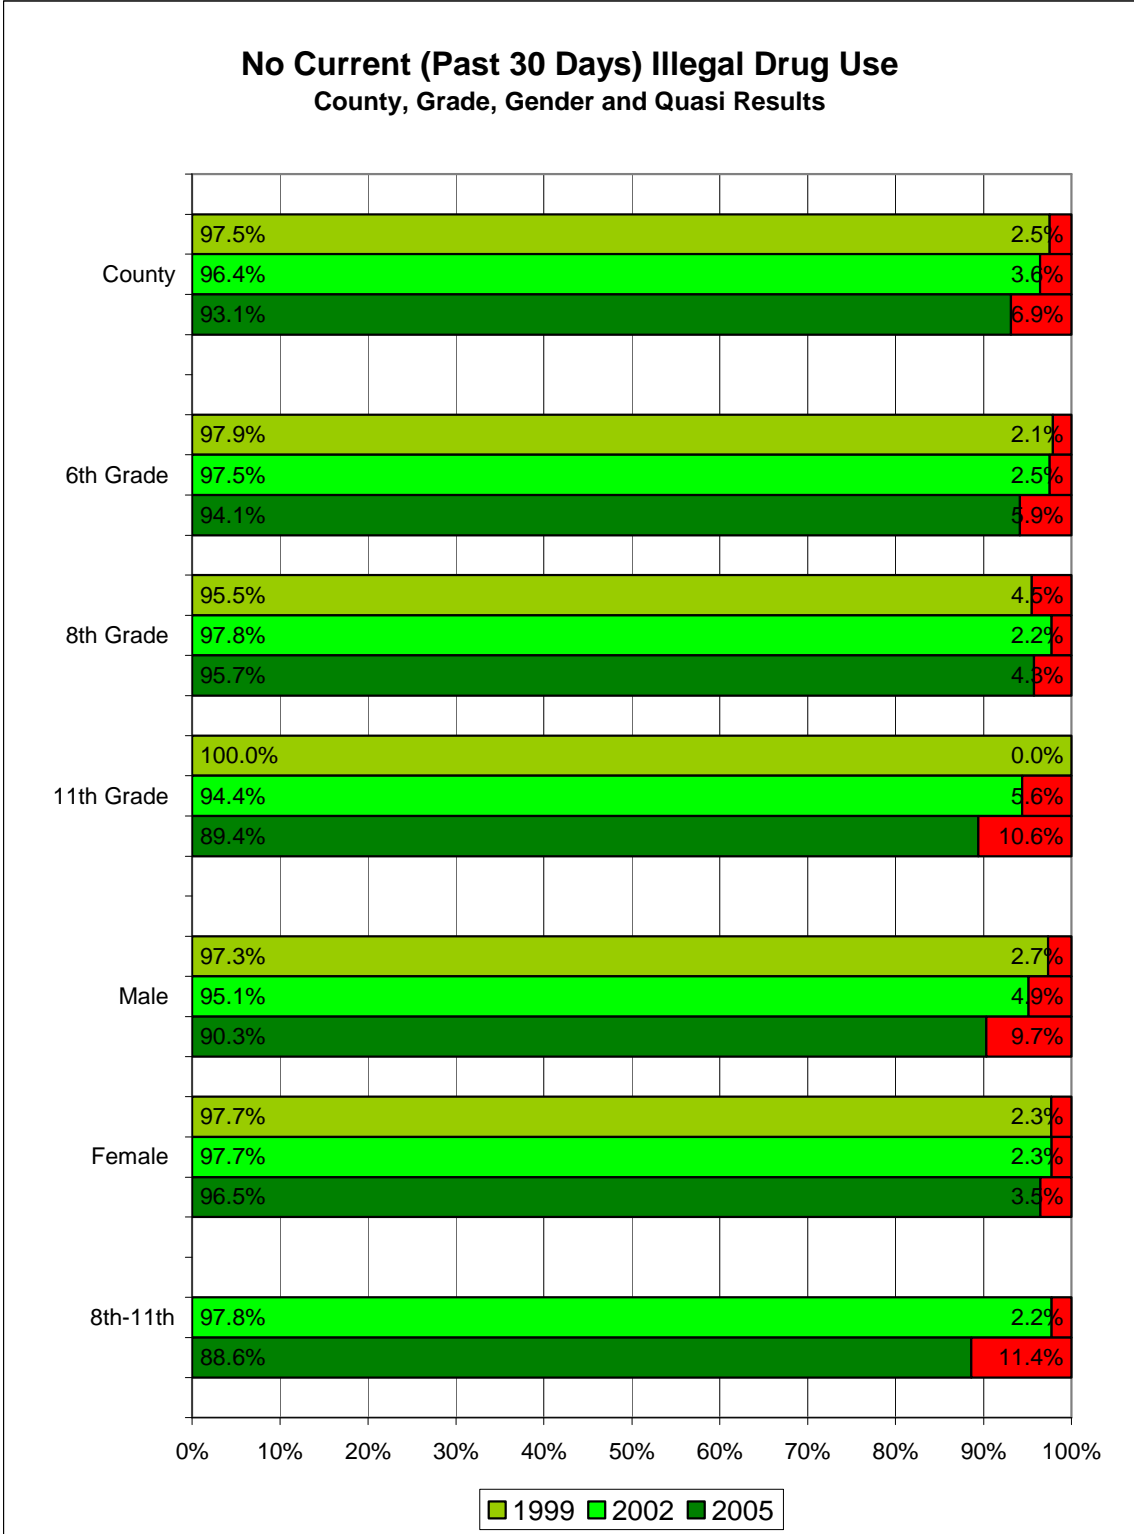 No Current (Past 30 Days) Illegal Drug Use
County, Grade, Gender and Quasi Results
97.5% 2.5%
County 96.4% 3.6%
93.1% 6.9%
97.9% 2.1%
6th Grade 97.5% 2.5%
94.1% 5.9%
95.5% 4.5%
8th Grade 97.8% 2.2%
95.7% 4.3%
100.0% 0.0%
11th Grade 94.4% 5.6%
89.4% 10.6%
97.3% 2.7%
Male 95.1% 4.9%
90.3% 9.7%
97.7% 2.3%
Female 97.7% 2.3%
96.5% 3.5%
8th-11th 97.8% 2.2%
88.6% 11.4%
0% 10% 20% 30% 40% 50% 60% 70% 80% 90% 100%
1999 2002 2005